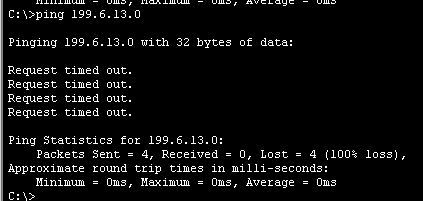 Minimum = 0ms, Maximum = 0ms, Average = 0ms
C:\>ping 199.6.13.0
Pinging 199.6.13.0 with 32 bytes of data:
Request timed out.
Request timed out.
Request timed out.
Request timed out.
Ping Statistics for 199.6.13.0:
Packets Sent = 4, Received = 0, Lost = 4 (100% loss),
Approximate round trip times in milli-seconds:
Minimum = 0ms, Maximum = 0ms, Average = 0ms
C:\>